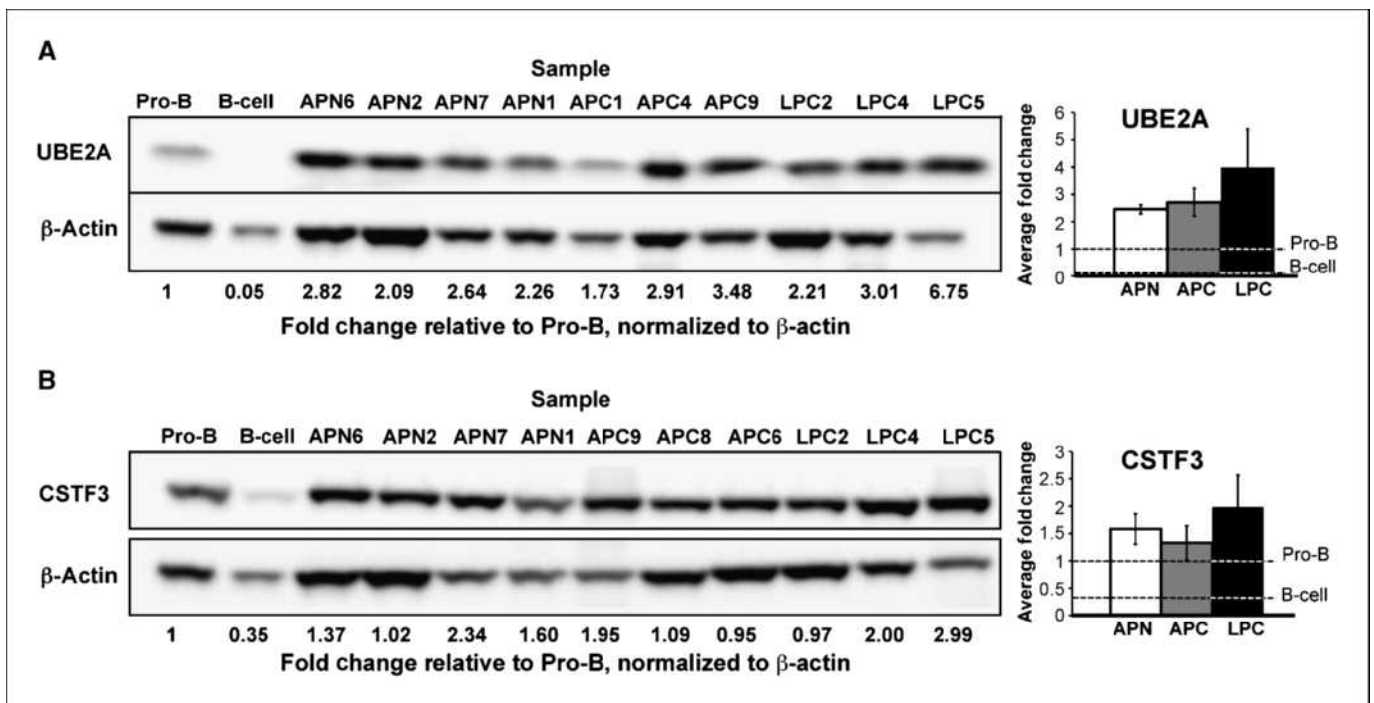 A
Sample
Pro-B B-cell APN6 APN2 APN7 APN1 APC1 APC4 APC9 LPC2 LPC4 LPC5
UBE2A
β-Actin
1 0.05 2.82 2.09 2.64 2.26 1.73 2.91 3.48 2.21 3.01 6.75
Fold change relative to Pro-B, normalized to β-actin
UBE2A
Average fold change
6
5
4
3
2
1
0
Pro-B
B-cell
APN APC LPC
B
Sample
Pro-B B-cell APN6 APN2 APN7 APN1 APC9 APC8 APC6 LPC2 LPC4 LPC5
CSTF3
β-Actin
1 0.35 1.37 1.02 2.34 1.60 1.95 1.09 0.95 0.97 2.00 2.99
Fold change relative to Pro-B, normalized to β-actin
CSTF3
Average fold change
3
2.5
2
1.5
1
0.5
0
Pro-B
B-cell
APN APC LPC